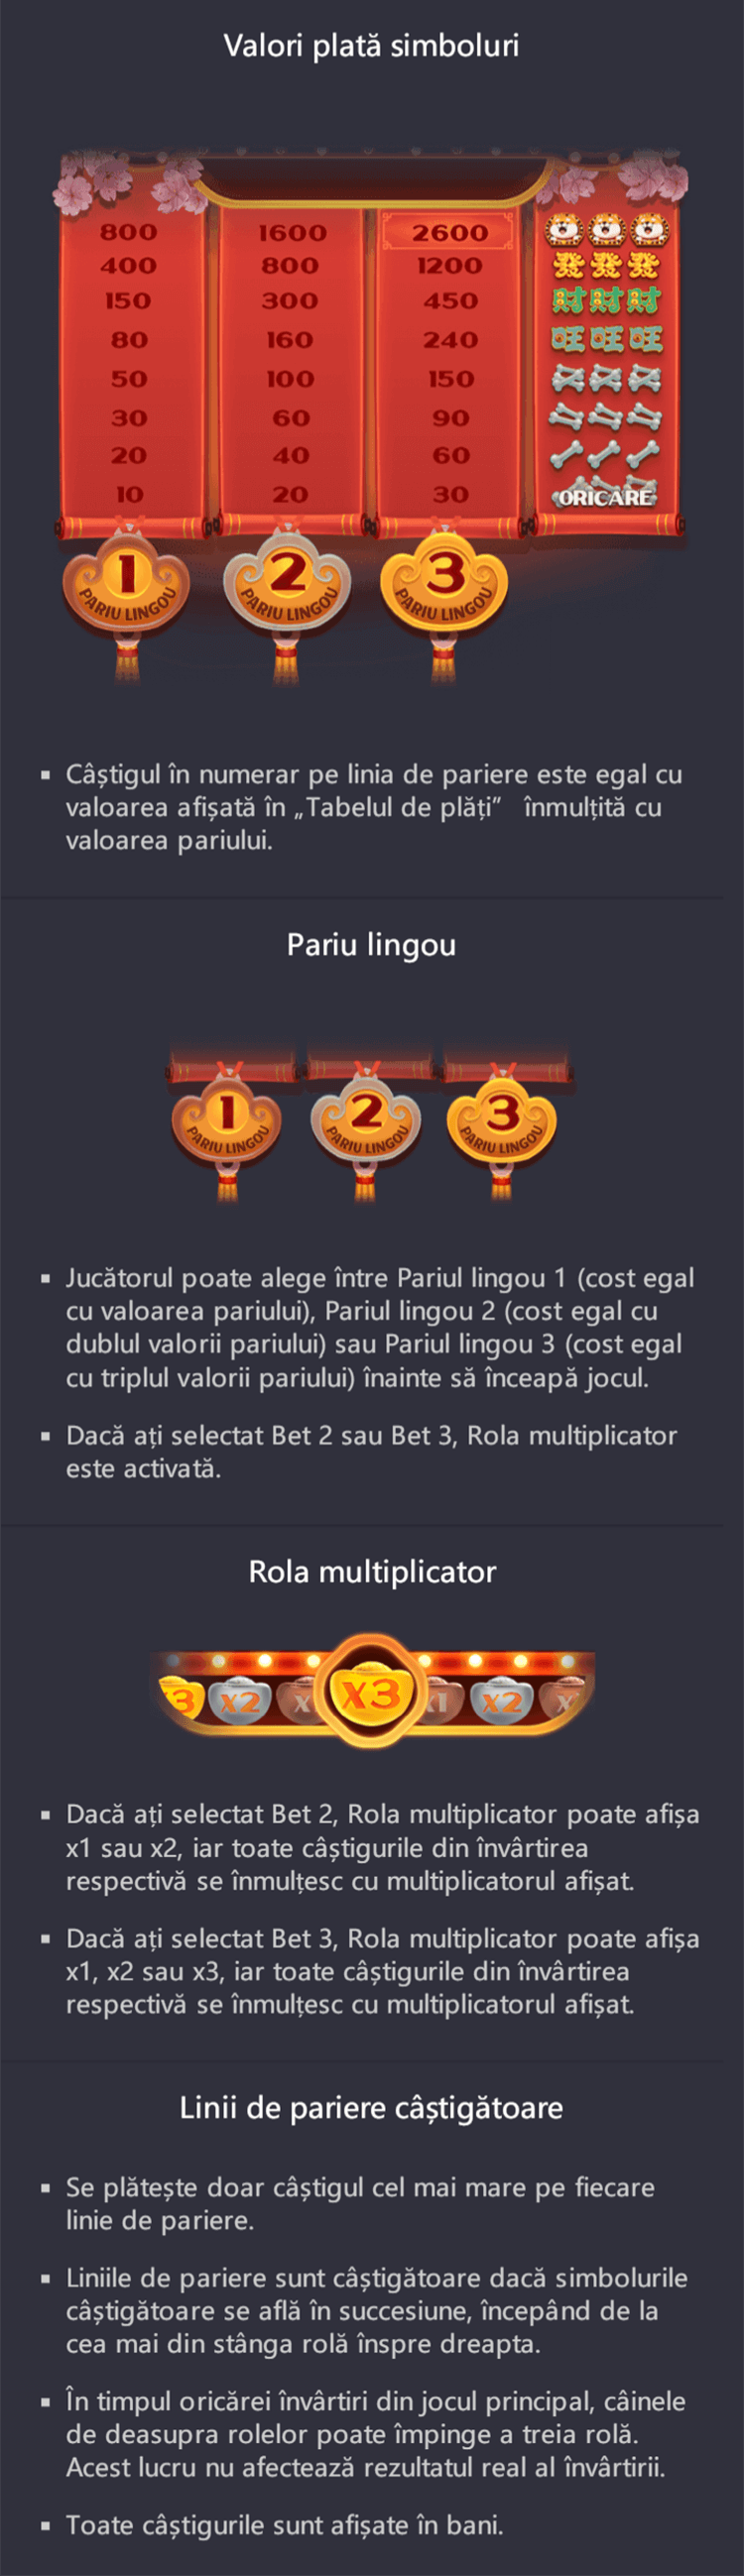 Valori plată simboluri
800 1600 2600 發 發 發
400 800 1200 財 財 財
150 300 450 旺 旺 旺
80 160 240
50 100 150
30 60 90
20 40 60
10 20 30 ORICARE
1 2 3
PARIU LINGOU PARIU LINGOU PARIU LINGOU
▪ Câștigul în numerar pe linia de pariere este egal cu
valoarea afișată în „Tabelul de plăți” înmulțită cu
valoarea pariului.
Pariu lingou
1 2 3
PARIU LINGOU PARIU LINGOU PARIU LINGOU
▪ Jucătorul poate alege între Pariul lingou 1 (cost egal
cu valoarea pariului), Pariul lingou 2 (cost egal cu
dublul valorii pariului) sau Pariul lingou 3 (cost egal
cu triplul valorii pariului) înainte să înceapă jocul.
▪ Dacă ați selectat Bet 2 sau Bet 3, Rola multiplicator
este activată.
Rola multiplicator
3 x2 x x3 x1 x2 x
▪ Dacă ați selectat Bet 2, Rola multiplicator poate afișa
x1 sau x2, iar toate câștigurile din învârtirea
respectivă se înmulțesc cu multiplicatorul afișat.
▪ Dacă ați selectat Bet 3, Rola multiplicator poate afișa
x1, x2 sau x3, iar toate câștigurile din învârtirea
respectivă se înmulțesc cu multiplicatorul afișat.
Linii de pariere câștigătoare
▪ Se plătește doar câștigul cel mai mare pe fiecare
linie de pariere.
▪ Liniile de pariere sunt câștigătoare dacă simbolurile
câștigătoare se află în succesiune, începând de la
cea mai din stânga rolă înspre dreapta.
▪ În timpul oricărei învârtiri din jocul principal, câinele
de deasupra rolelor poate împinge a treia rolă.
Acest lucru nu afectează rezultatul real al învârtirii.
▪ Toate câștigurile sunt afișate în bani.